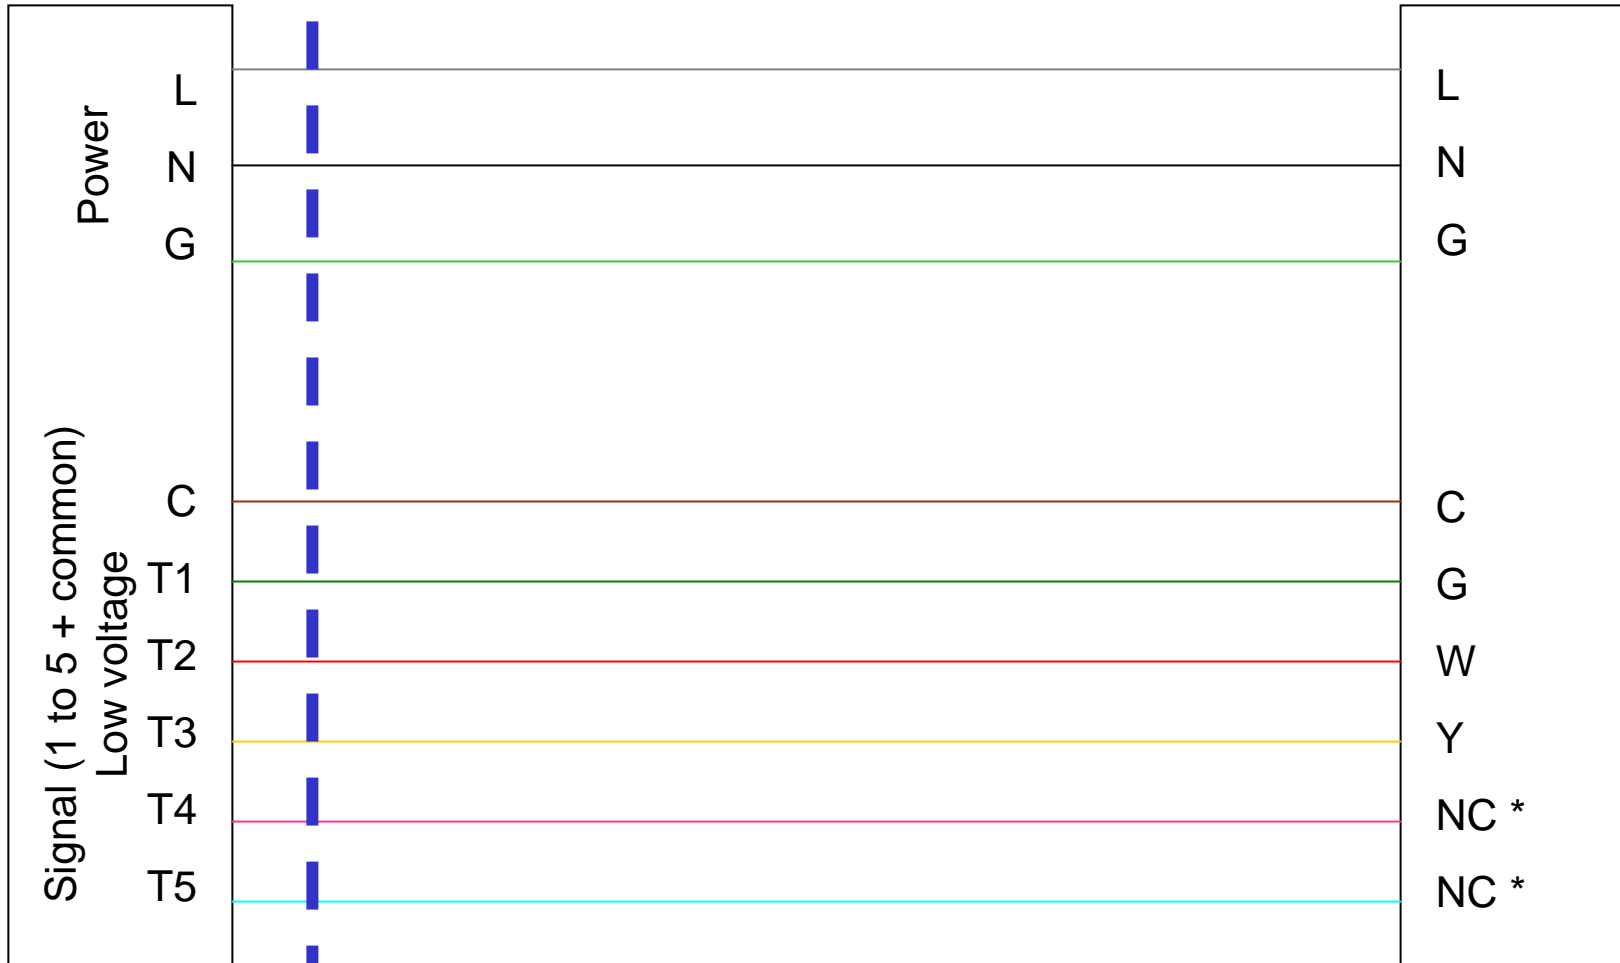 Power
L
N
G
Signal (1 to 5 + common)
Low voltage
C
T1
T2
T3
T4
T5
L
N
G
C
G
W
Y
NC *
NC *